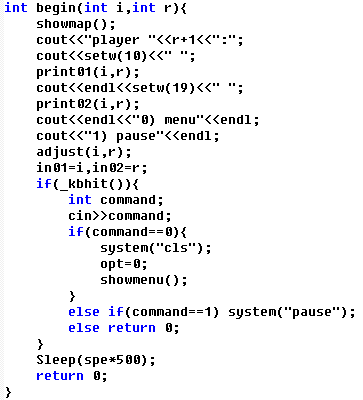 int begin(int i,int r){
    showmap();
    cout<<"player "<<r+1<<":";
    cout<<setw(10)<<" ";
    print01(i,r);
    cout<<endl<<setw(19)<<" ";
    print02(i,r);
    cout<<endl<<"0) menu"<<endl;
    cout<<"1) pause"<<endl;
    adjust(i,r);
    in01=i,in02=r;
    if(_kbhit()){
        int command;
        cin>>command;
        if(command==0){
            system("cls");
            opt=0;
            showmenu();
        }
        else if(command==1) system("pause");
        else return 0;
    }
    Sleep(spe*500);
    return 0;
}